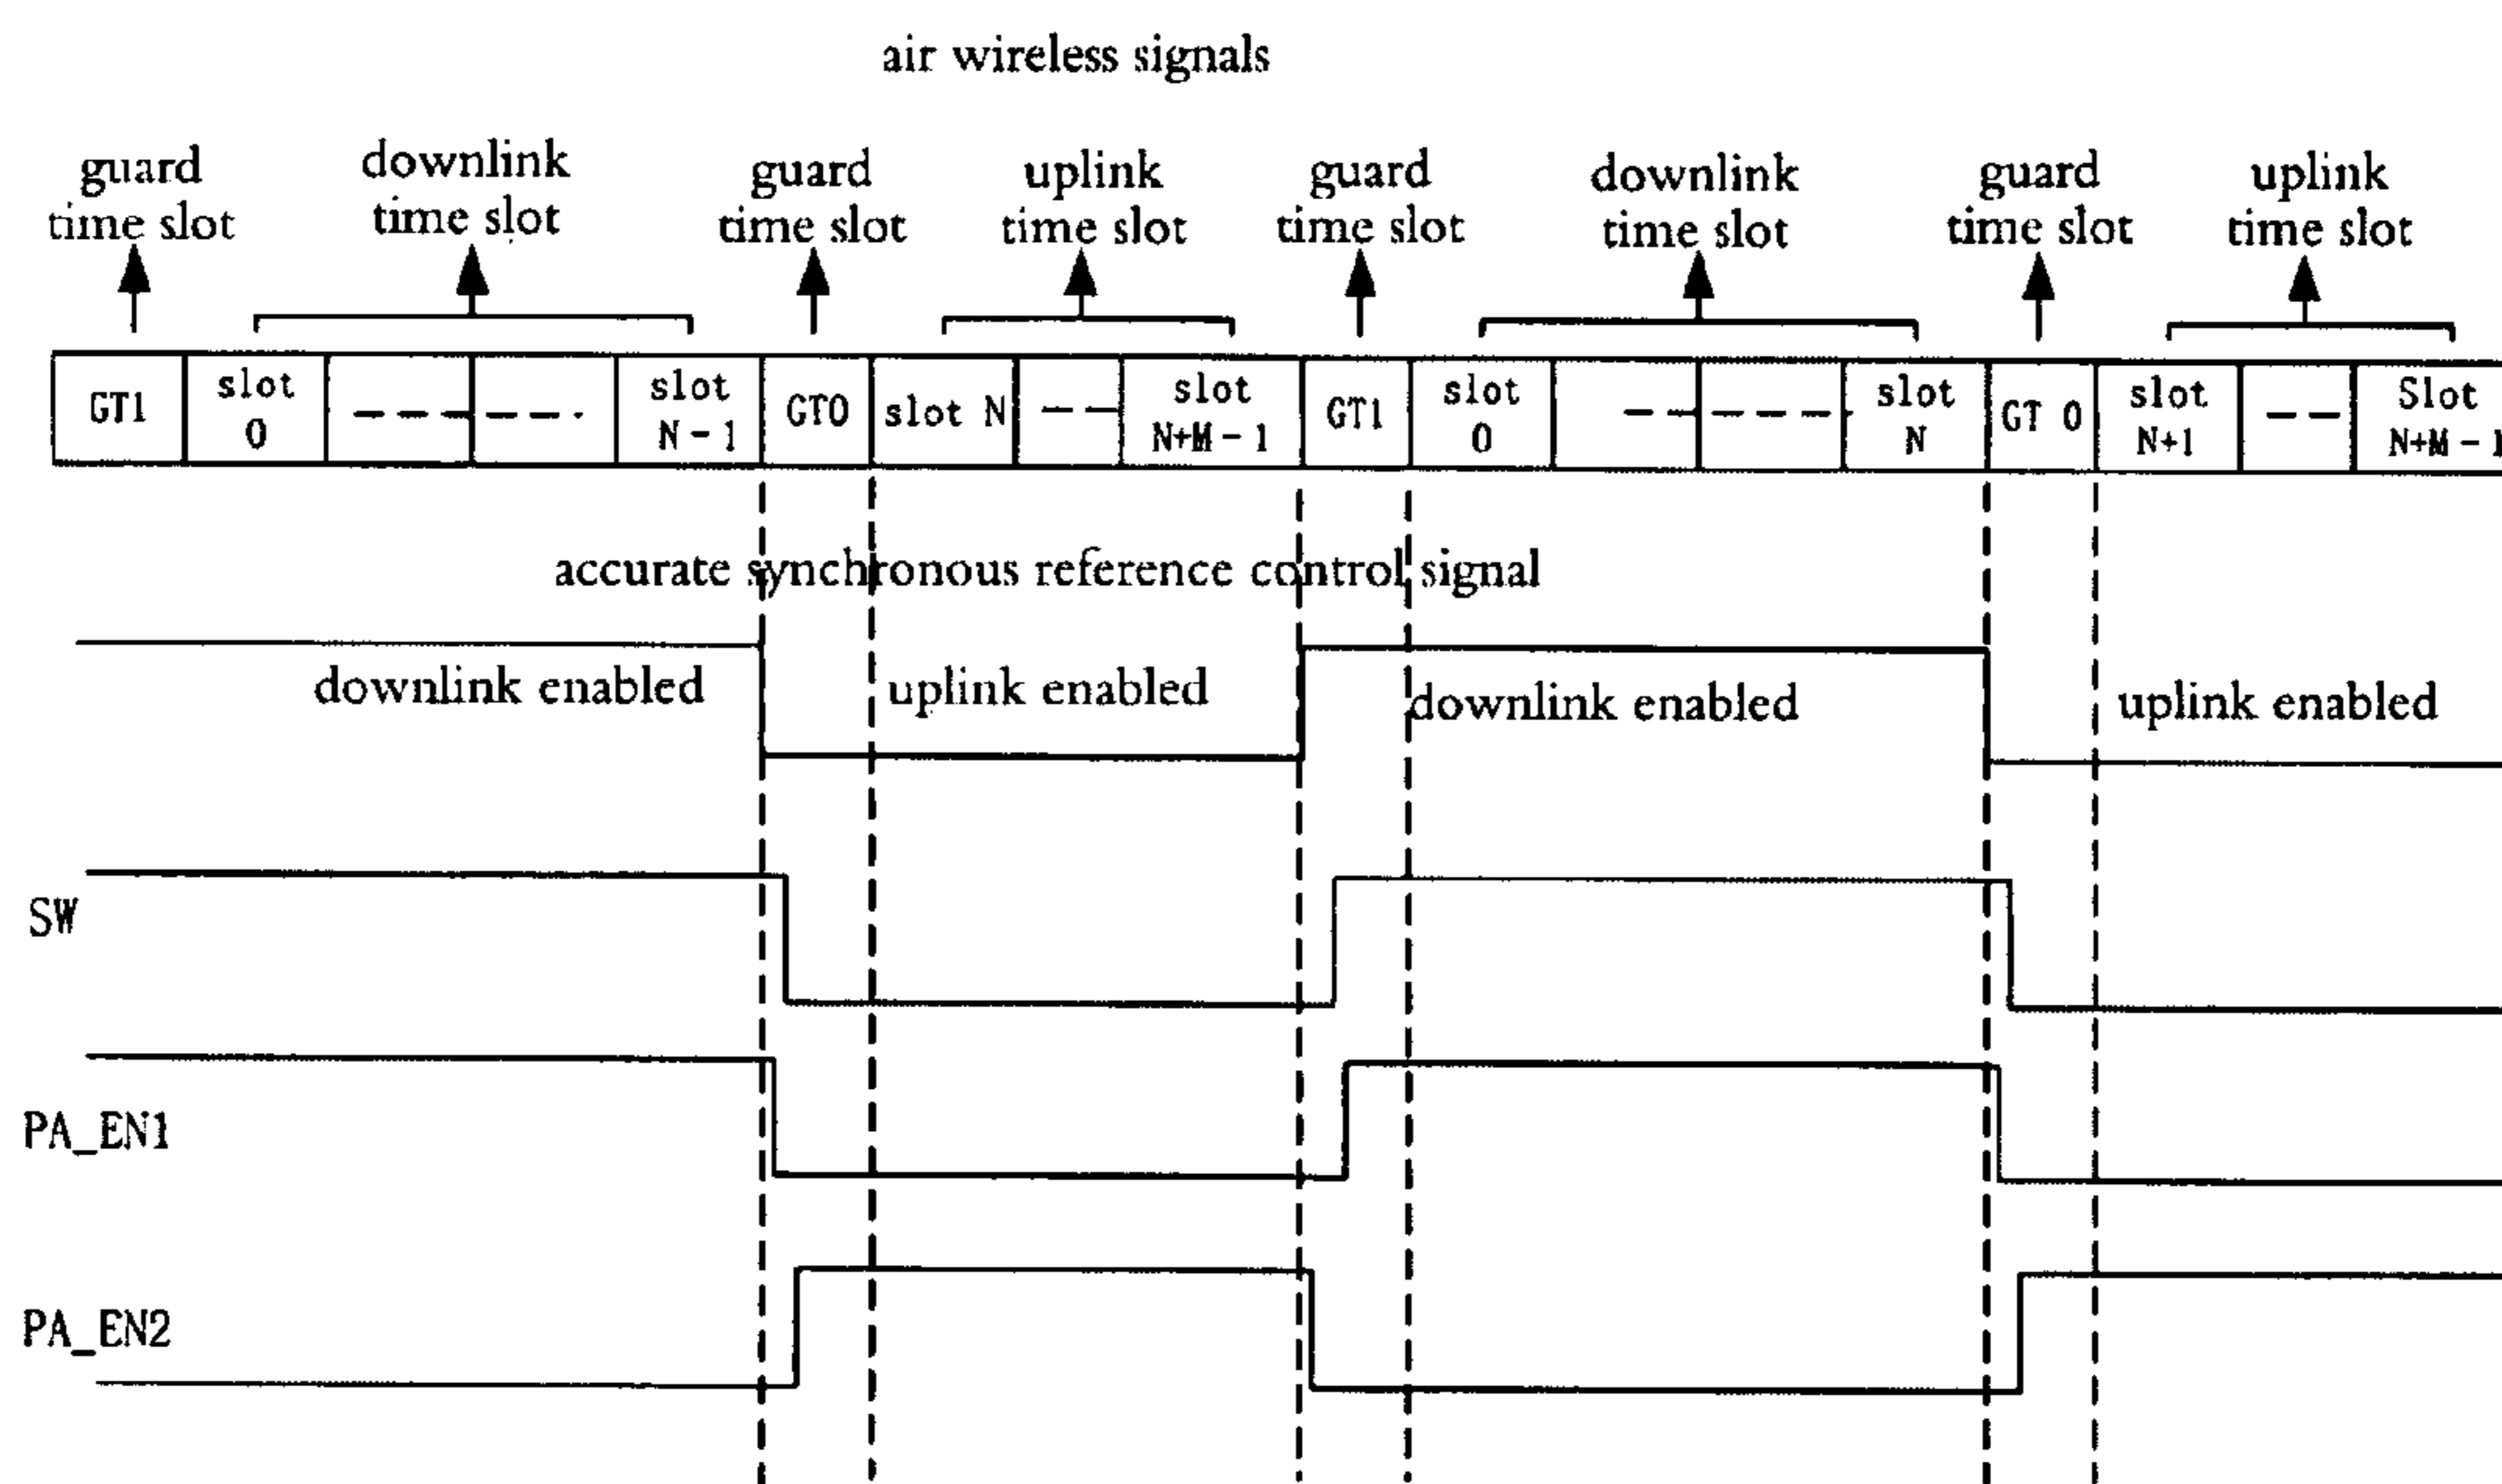 air wireless signals
guard
time slot
downlink
time slot
guard
time slot
uplink
time slot
guard
time slot
downlink
time slot
guard
time slot
uplink
time slot
GT1
slot
0
slot
N-1
GT0
slot N
slot
N+M-1
GT1
slot
0
slot
N
GT 0
slot
N+1
Slot
N+M-1
accurate synchronous reference control signal
downlink enabled
uplink enabled
downlink enabled
uplink enabled
SW
PA_EN1
PA_EN2